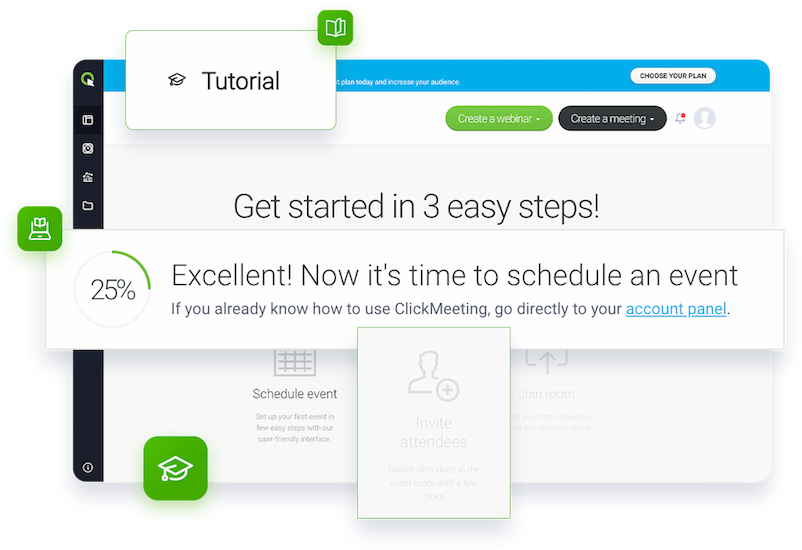 Tutorial
plan today and increase your audience.
CHOOSE YOUR PLAN
Create a webinar
Create a meeting
Get started in 3 easy steps!
25%
Excellent! Now it's time to schedule an event
If you already know how to use ClickMeeting, go directly to your account panel.
Schedule event
Set up your first event in
few easy steps with our
user-friendly interface.
Invite
attendees
Gather attendees in the
event room with a few
clicks.
Join room
your room, adjust its
and start your event.